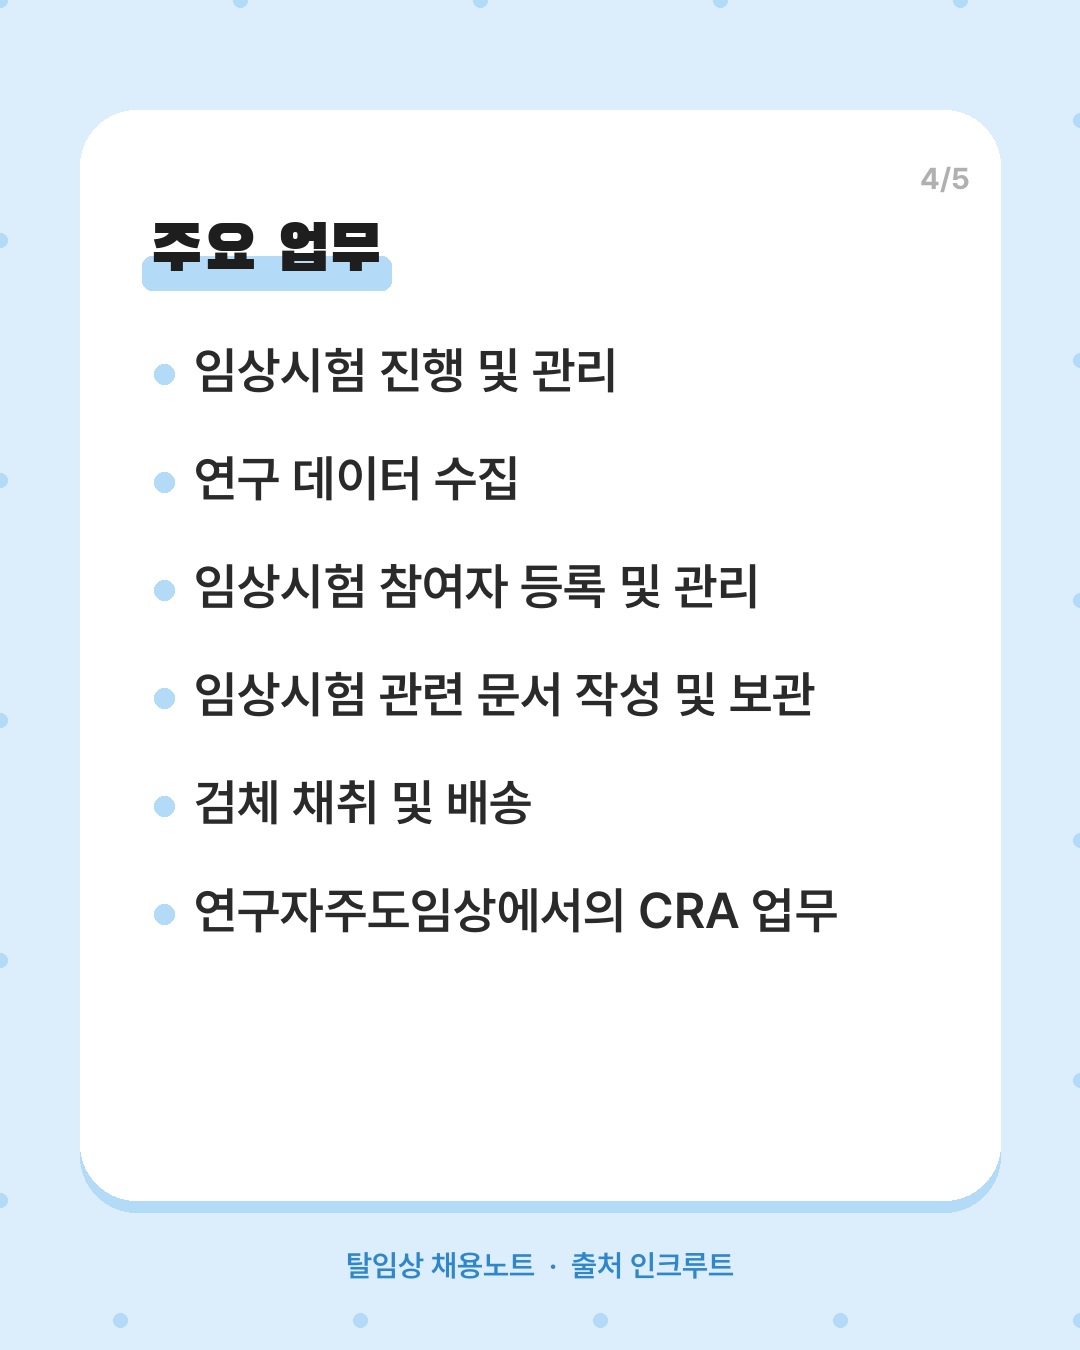 4/5
주요 업무
임상시험 진행 및 관리
연구 데이터 수집
임상시험 참여자 등록 및 관리
임상시험 관련 문서 작성 및 보관
검체 채취 및 배송
연구자주도임상에서의 CRA 업무
탈임상 채용노트 · 출처 인크루트